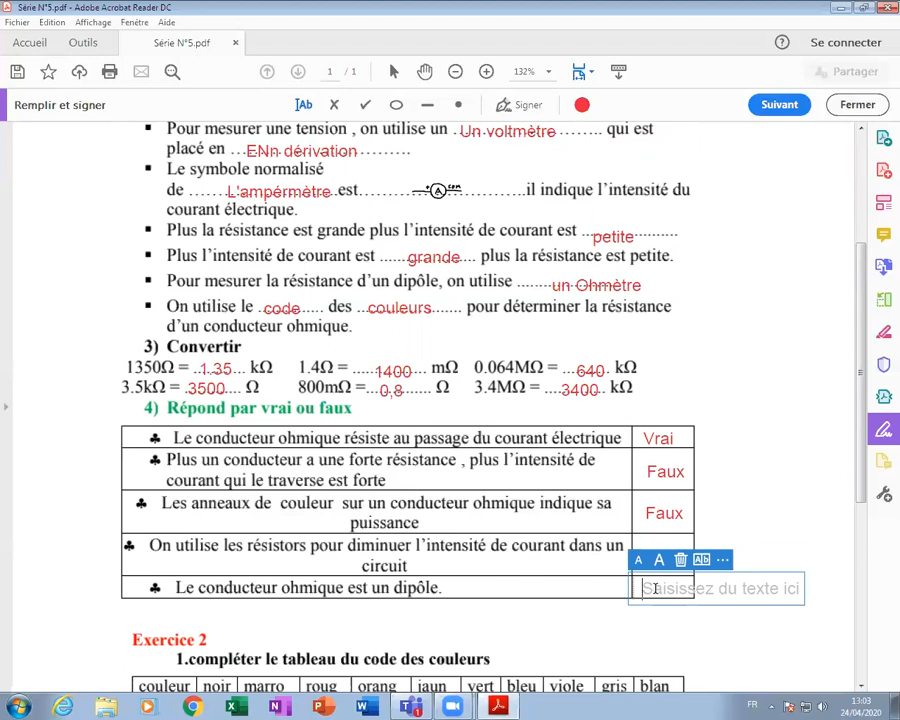 Série N°5.pdf - Adobe Acrobat Reader DC
Fichier Edition Affichage Fenêtre Aide
Accueil Outils Série N°5.pdf × Se connecter
1 / 1 132% Partager
Remplir et signer IAb Signer Suivant Fermer
Pour mesurer une tension , on utilise un ..Un voltmètre........ qui est
placé en ...ENn dérivation..............
Le symbole normalisé
de ........L'ampérmètre..est.............+ A com..............il indique l'intensité du
courant électrique.
Plus la résistance est grande plus l'intensité de courant est ..petite...........
Plus l'intensité de courant est .....grande.... plus la résistance est petite.
Pour mesurer la résistance d'un dipôle, on utilise ........un Ohmètre
On utilise le ..code...... des ...couleurs....... pour déterminer la résistance
d'un conducteur ohmique.
3) Convertir
1350Ω = ..1.35.... kΩ 1.4Ω = .....1400........ mΩ 0.064MΩ = ....640.. kΩ
3.5kΩ =.3500..... Ω 800mΩ =...0,8....... Ω 3.4MΩ =....3400.. kΩ
4) Répond par vrai ou faux
♣ Le conducteur ohmique résiste au passage du courant électrique Vrai
♣ Plus un conducteur a une forte résistance , plus l'intensité de
courant qui le traverse est forte Faux
♣ Les anneaux de couleur sur un conducteur ohmique indique sa
puissance Faux
♣ On utilise les résistors pour diminuer l'intensité de courant dans un
circuit
A A Ab ...
♣ Le conducteur ohmique est un dipôle. Saisissez du texte ici
Exercice 2
1.compléter le tableau du code des couleurs
couleur noir marro roug orang jaun vert bleu viole gris blan
FR 13:03
24/04/2020